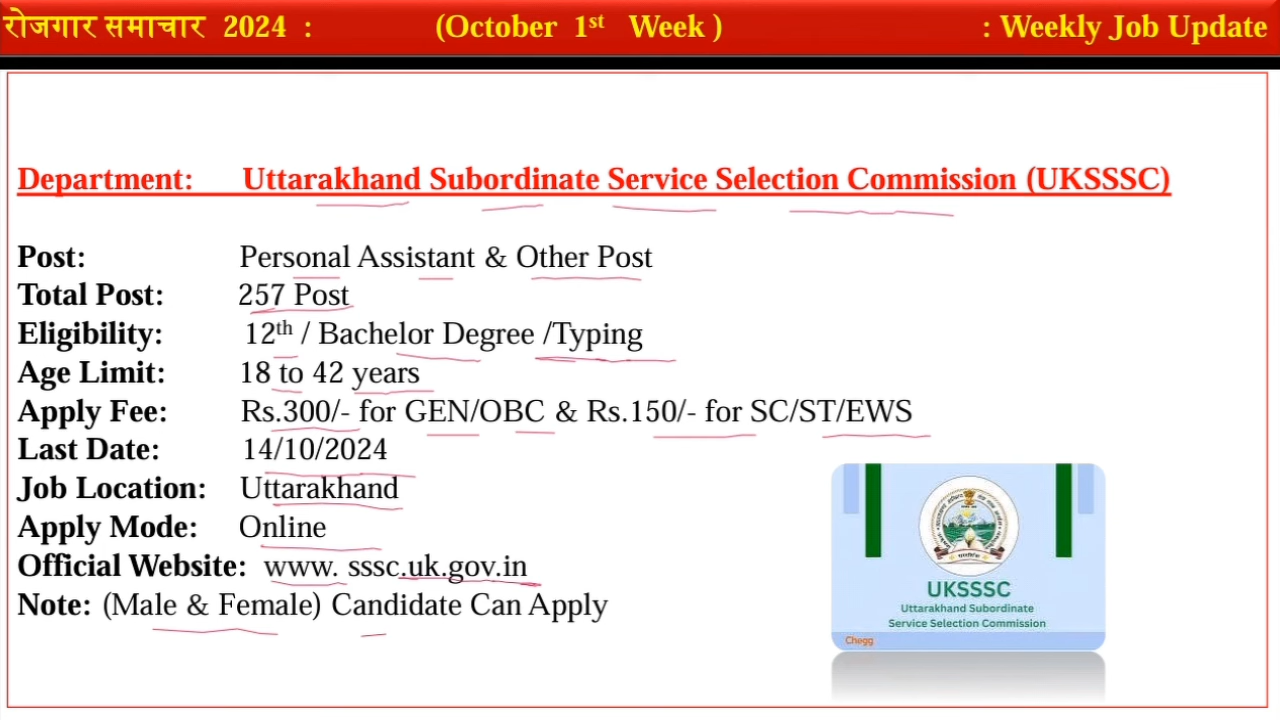 रोजगार समाचार 2024 : (October 1st Week ) : Weekly Job Update
Department: Uttarakhand Subordinate Service Selection Commission (UKSSSC)
Post: Personal Assistant & Other Post
Total Post: 257 Post
Eligibility: 12th / Bachelor Degree /Typing
Age Limit: 18 to 42 years
Apply Fee: Rs.300/- for GEN/OBC & Rs.150/- for SC/ST/EWS
Last Date: 14/10/2024
Job Location: Uttarakhand
Apply Mode: Online
Official Website: www. sssc.uk.gov.in
Note: (Male & Female) Candidate Can Apply
UKSSSC
Uttarakhand Subordinate
Service Selection Commission
Chegg